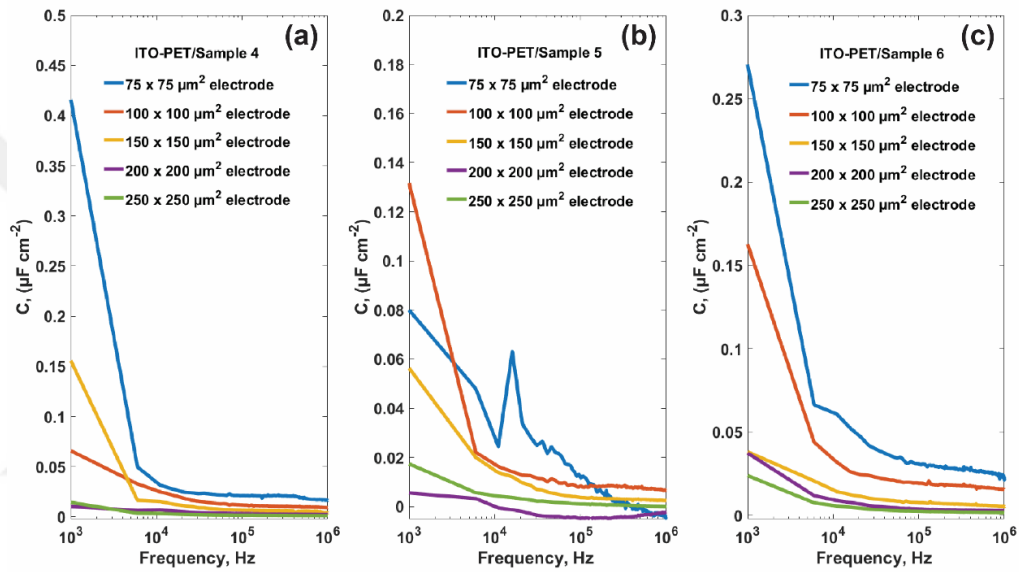 (a)
ITO-PET/Sample 4
75 x 75 µm² electrode
100 x 100 µm² electrode
150 x 150 µm² electrode
200 x 200 µm² electrode
250 x 250 µm² electrode
C, (µF cm⁻²)
0.5
0.45
0.4
0.35
0.3
0.25
0.2
0.15
0.1
0.05
0
10³ 10⁴ 10⁵ 10⁶
Frequency, Hz
(b)
ITO-PET/Sample 5
75 x 75 µm² electrode
100 x 100 µm² electrode
150 x 150 µm² electrode
200 x 200 µm² electrode
250 x 250 µm² electrode
C, (µF cm⁻²)
0.2
0.18
0.16
0.14
0.12
0.1
0.08
0.06
0.04
0.02
0
10³ 10⁴ 10⁵ 10⁶
Frequency, Hz
(c)
ITO-PET/Sample 6
75 x 75 µm² electrode
100 x 100 µm² electrode
150 x 150 µm² electrode
200 x 200 µm² electrode
250 x 250 µm² electrode
C, (µF cm⁻²)
0.3
0.25
0.2
0.15
0.1
0.05
0
10³ 10⁴ 10⁵ 10⁶
Frequency, Hz